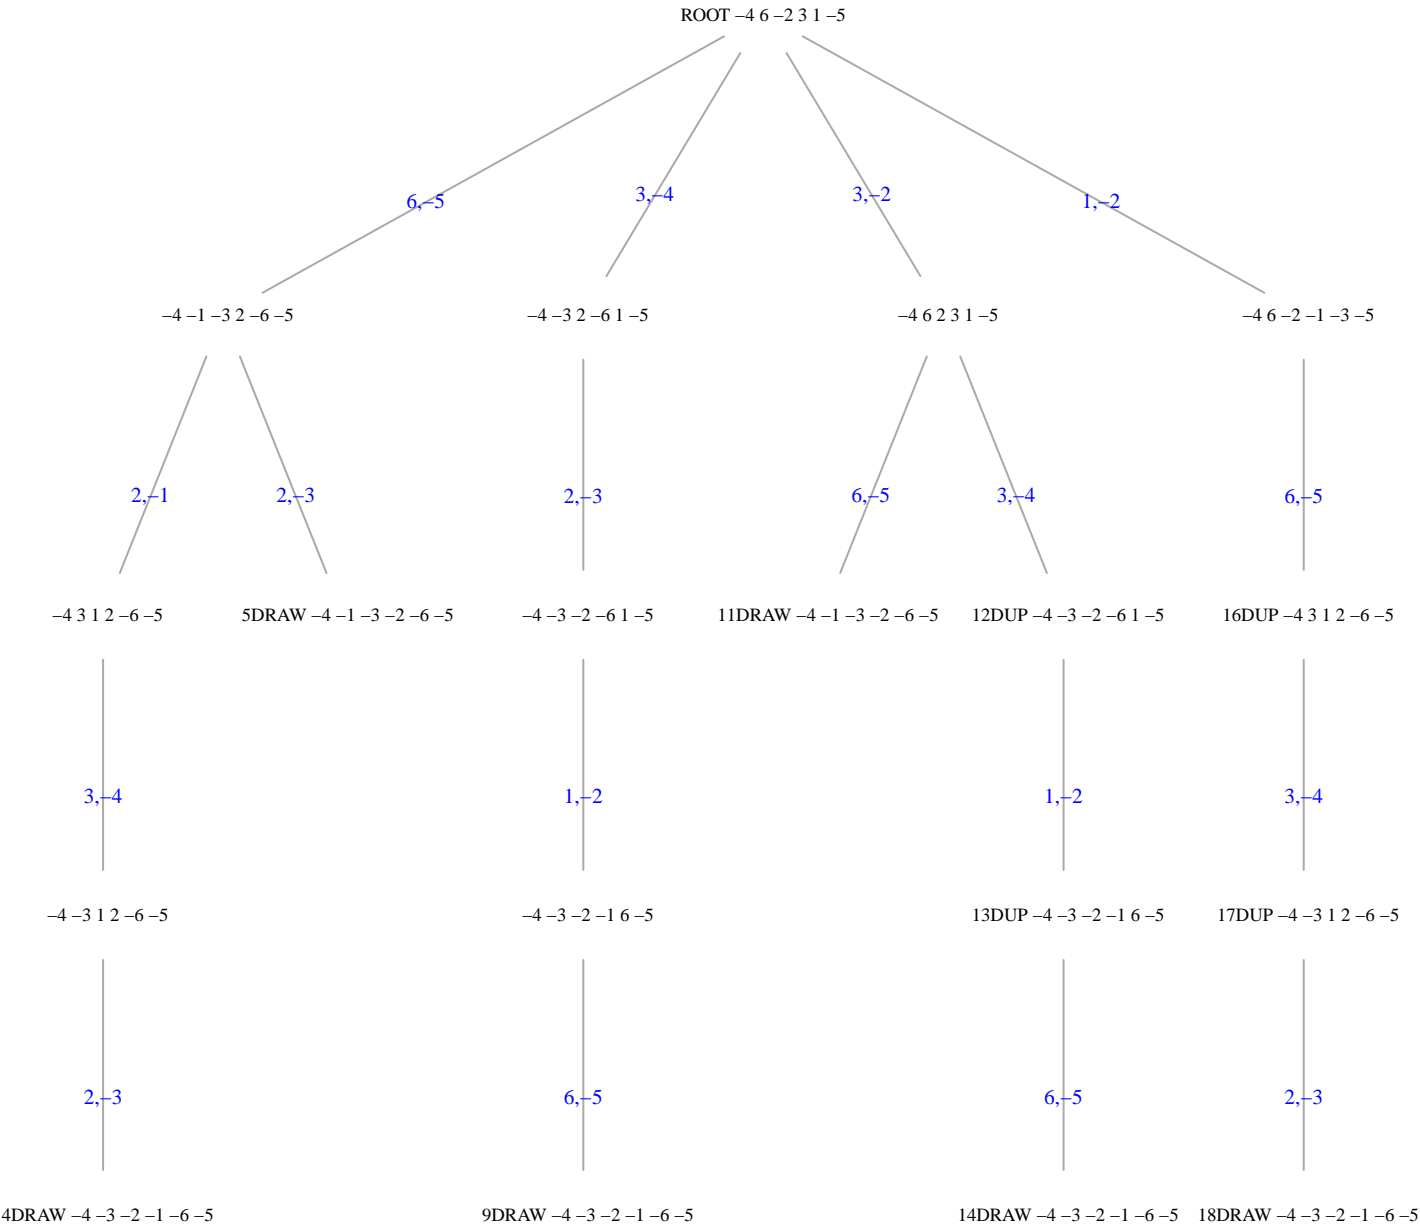 ROOT –4 6 –2 3 1 –5
6,–5
3,–4
3,–2
1,–2
–4 –1 –3 2 –6 –5
–4 –3 2 –6 1 –5
–4 6 2 3 1 –5
–4 6 –2 –1 –3 –5
2,–1
2,–3
2,–3
6,–5
3,–4
6,–5
–4 3 1 2 –6 –5
5DRAW –4 –1 –3 –2 –6 –5
–4 –3 –2 –6 1 –5
11DRAW –4 –1 –3 –2 –6 –5
12DUP –4 –3 –2 –6 1 –5
16DUP –4 3 1 2 –6 –5
3,–4
1,–2
1,–2
3,–4
–4 –3 1 2 –6 –5
–4 –3 –2 –1 6 –5
13DUP –4 –3 –2 –1 6 –5
17DUP –4 –3 1 2 –6 –5
2,–3
6,–5
6,–5
2,–3
4DRAW –4 –3 –2 –1 –6 –5
9DRAW –4 –3 –2 –1 –6 –5
14DRAW –4 –3 –2 –1 –6 –5
18DRAW –4 –3 –2 –1 –6 –5